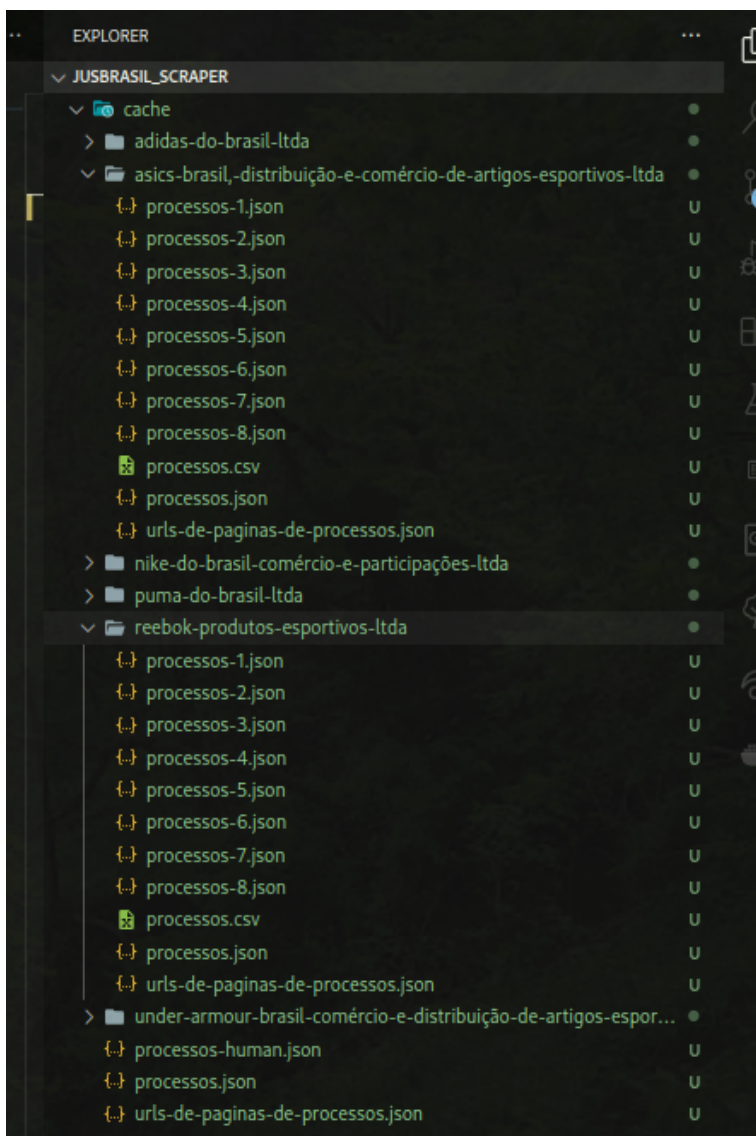 EXPLORER ...
JUSBRASIL_SCRAPER
cache
adidas-do-brasil-ltda
asics-brasil,-distribuição-e-comércio-de-artigos-esportivos-ltda
{..} processos-1.json U
{..} processos-2.json U
{..} processos-3.json U
{..} processos-4.json U
{..} processos-5.json U
{..} processos-6.json U
{..} processos-7.json U
{..} processos-8.json U
processos.csv U
{..} processos.json U
{..} urls-de-paginas-de-processos.json U
nike-do-brasil-comércio-e-participações-ltda
puma-do-brasil-ltda
reebok-produtos-esportivos-ltda
{..} processos-1.json U
{..} processos-2.json U
{..} processos-3.json U
{..} processos-4.json U
{..} processos-5.json U
{..} processos-6.json U
{..} processos-7.json U
{..} processos-8.json U
processos.csv U
{..} processos.json U
{..} urls-de-paginas-de-processos.json U
under-armour-brasil-comércio-e-distribuição-de-artigos-espor...
{..} processos-human.json U
{..} processos.json U
{..} urls-de-paginas-de-processos.json U